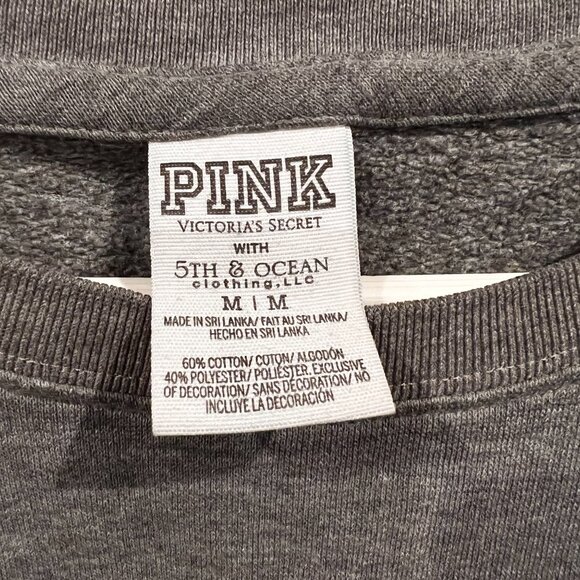 PINK
VICTORIA'S SECRET
WITH
5TH & OCEAN
clothing, LLC
M | M
MADE IN SRI LANKA/ FAIT AU SRI LANKA/
HECHO EN SRI LANKA
60% COTTON/ COTON/ ALGODÓN
40% POLYESTER/ POLIÉSTER. EXCLUSIVE
OF DECORATION/ SANS DÉCORATION/ NO
INCLUYE LA DECORACIÓN